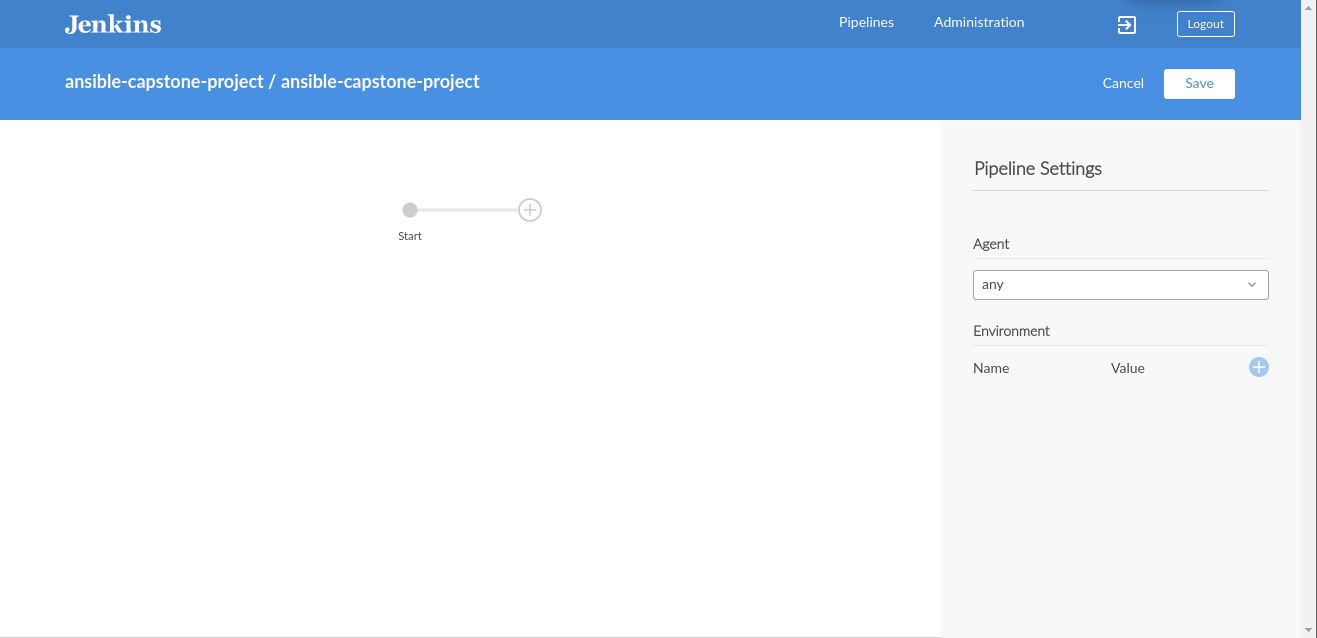 Jenkins
Pipelines
Administration
Logout
ansible-capstone-project / ansible-capstone-project
Cancel
Save
Start
Pipeline Settings
Agent
any
Environment
Name Value